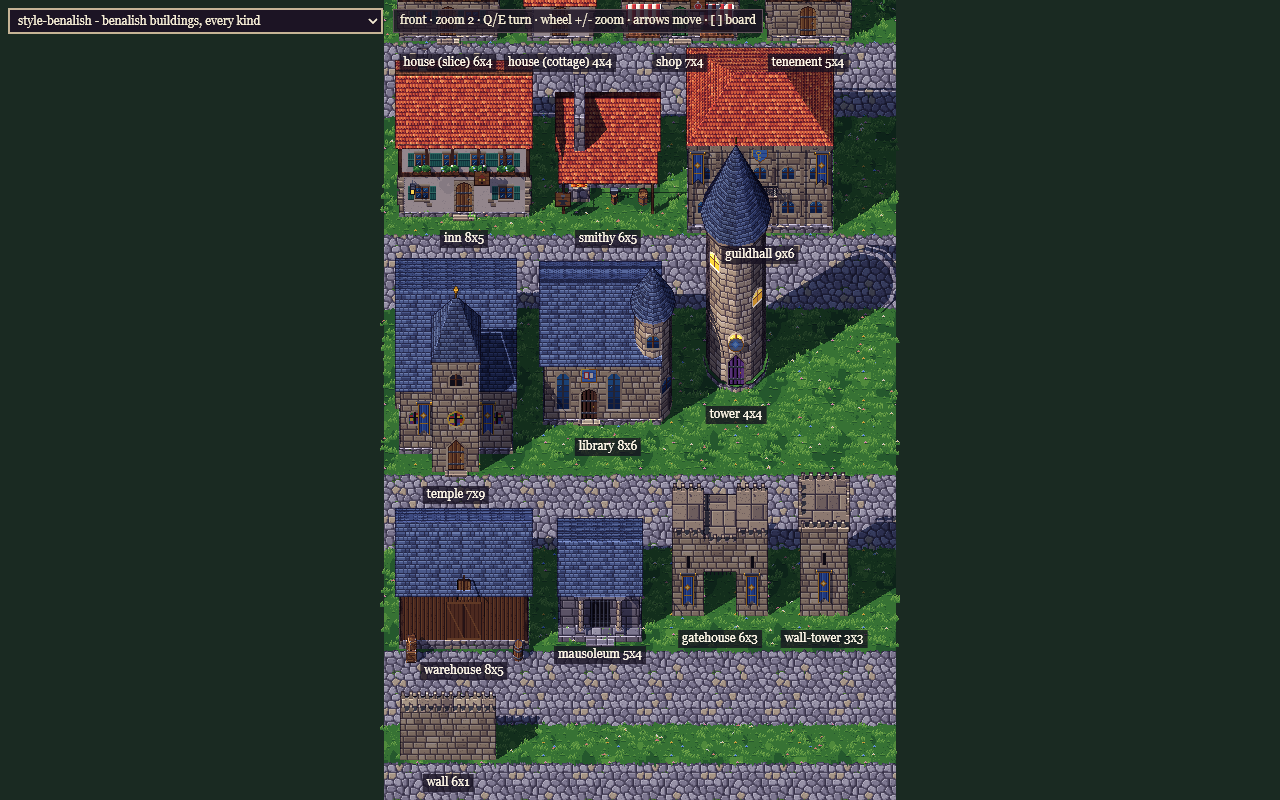 style-benalish - benalish buildings, every kind
front · zoom 2 · Q/E turn · wheel +/- zoom · arrows move · [ ] board
house (slice) 6x4
house (cottage) 4x4
shop 7x4
tenement 5x4
inn 8x5
smithy 6x5
guildhall 9x6
tower 4x4
library 8x6
temple 7x9
gatehouse 6x3
wall-tower 3x3
mausoleum 5x4
warehouse 8x5
wall 6x1